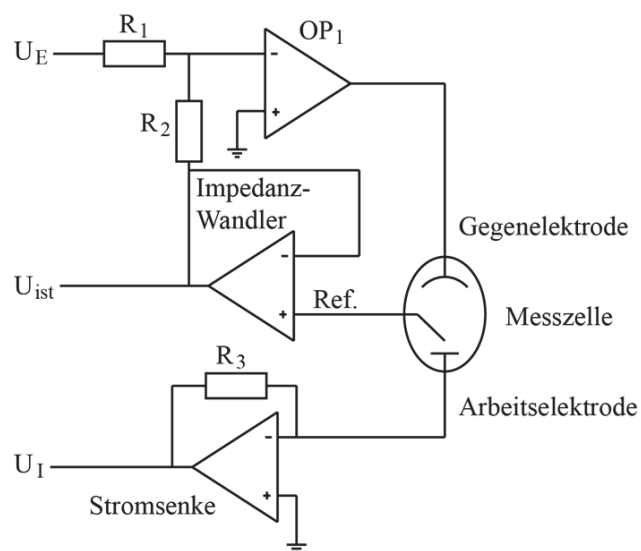 R1
OP1
UE
-
+
R2
Impedanz-
Wandler
Gegenelektrode
-
Uist
Ref.
+
Messzelle
R3
Arbeitselektrode
-
UI
+
Stromsenke